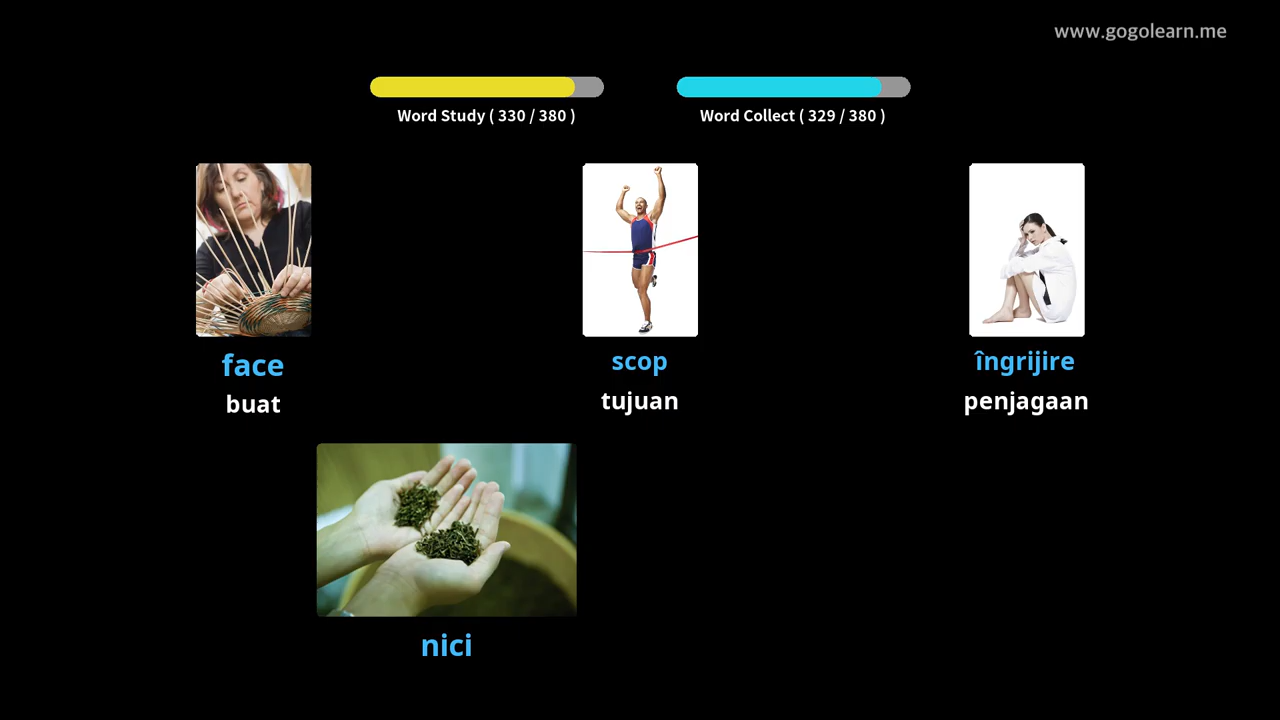 www.gogolearn.me
Word Study ( 330 / 380 )
Word Collect ( 329 / 380 )
face
scop
îngrijire
buat
tujuan
penjagaan
nici